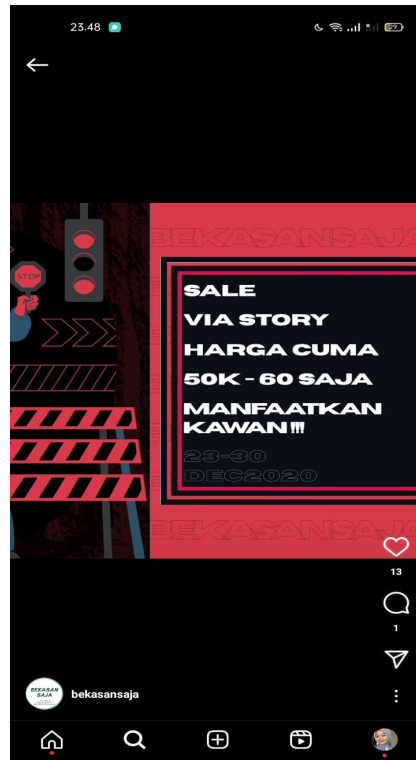 23.48
BEKASANSAJA
STOP
SALE
VIA STORY
HARGA CUMA
50K - 60 SAJA
MANFAATKAN
KAWAN !!!
23-30
DEC2020
BEKASANSAJA
13
1
BEKASAN
SAJA
bekasansaja